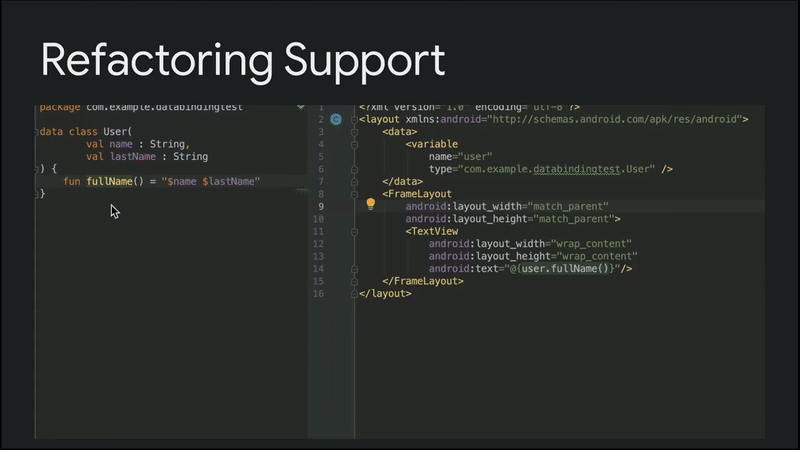 Refactoring Support
package com.example.databindingtest
data class User(
val name : String,
val lastName : String
) {
fun fullName() = "$name $lastName"
}
1 <?xml version="1.0" encoding="utf-8"?>
2 <layout xmlns:android="http://schemas.android.com/apk/res/android">
3 <data>
4 <variable
5 name="user"
6 type="com.example.databindingtest.User" />
7 </data>
8 <FrameLayout
9 android:layout_width="match_parent"
10 android:layout_height="match_parent">
11 <TextView
12 android:layout_width="wrap_content"
13 android:layout_height="wrap_content"
14 android:text="@{user.fullName()}"/>
15 </FrameLayout>
16 </layout>